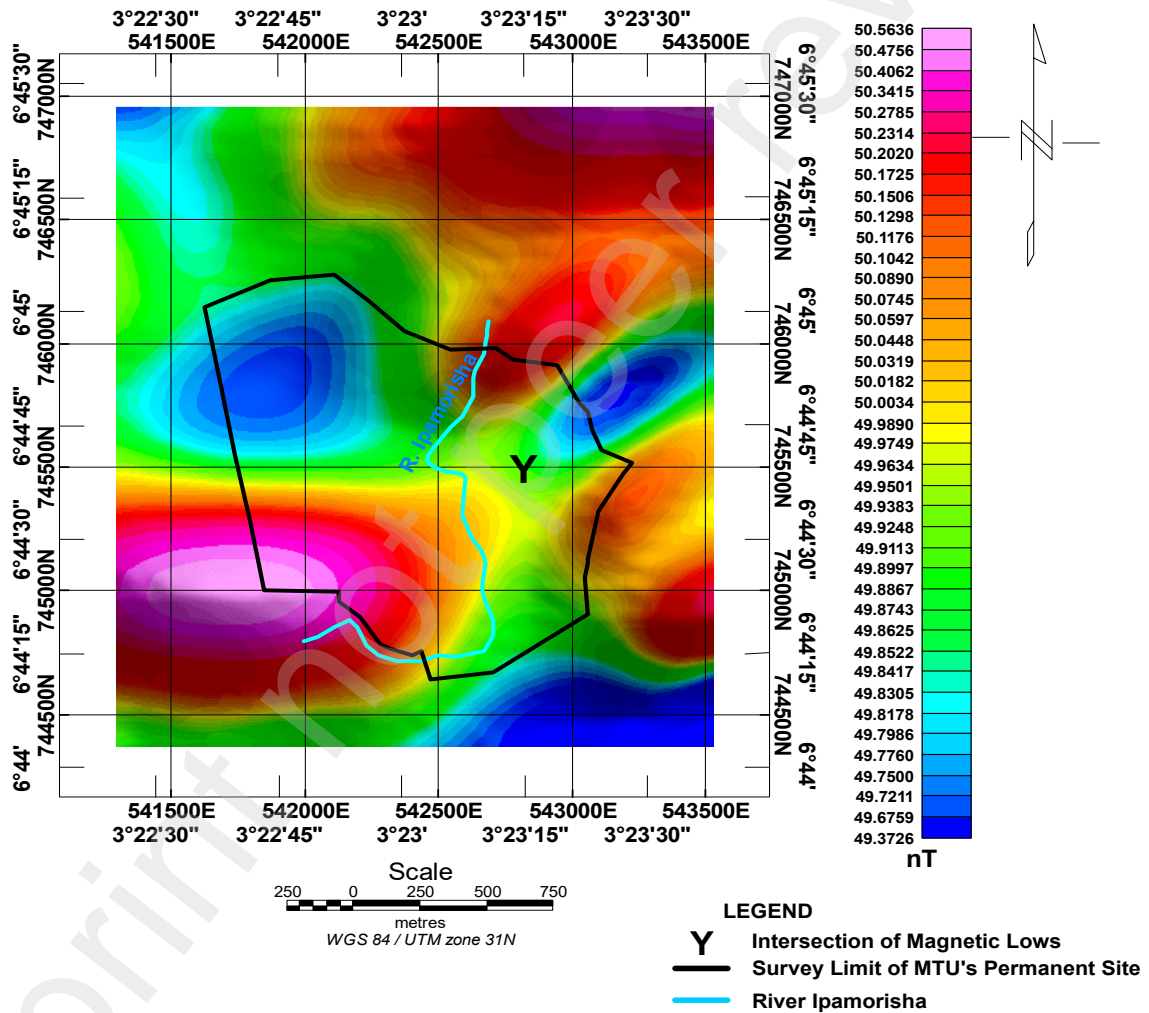 3°22'30" 3°22'45" 3°23' 3°23'15" 3°23'30"
541500E 542000E 542500E 543000E 543500E
6°45'30" 6°45'15" 6°45' 6°44'45" 6°44'30" 6°44'15" 6°44'
747000N 746500N 746000N 745500N 745000N 744500N
R. Ipamorisha
Y
747000N 746500N 746000N 745500N 745000N 744500N
6°45'30" 6°45'15" 6°45' 6°44'45" 6°44'30" 6°44'15" 6°44'
541500E 542000E 542500E 543000E 543500E
3°22'30" 3°22'45" 3°23' 3°23'15" 3°23'30"
50.5636
50.4756
50.4062
50.3415
50.2785
50.2314
50.2020
50.1725
50.1506
50.1298
50.1176
50.1042
50.0890
50.0745
50.0597
50.0448
50.0319
50.0182
50.0034
49.9890
49.9749
49.9634
49.9501
49.9383
49.9248
49.9113
49.8997
49.8867
49.8743
49.8625
49.8522
49.8417
49.8305
49.8178
49.7986
49.7760
49.7500
49.7211
49.6759
49.3726
nT
N
Scale
250 0 250 500 750
metres
WGS 84 / UTM zone 31N
LEGEND
Y Intersection of Magnetic Lows
Survey Limit of MTU's Permanent Site
River Ipamorisha
not peer